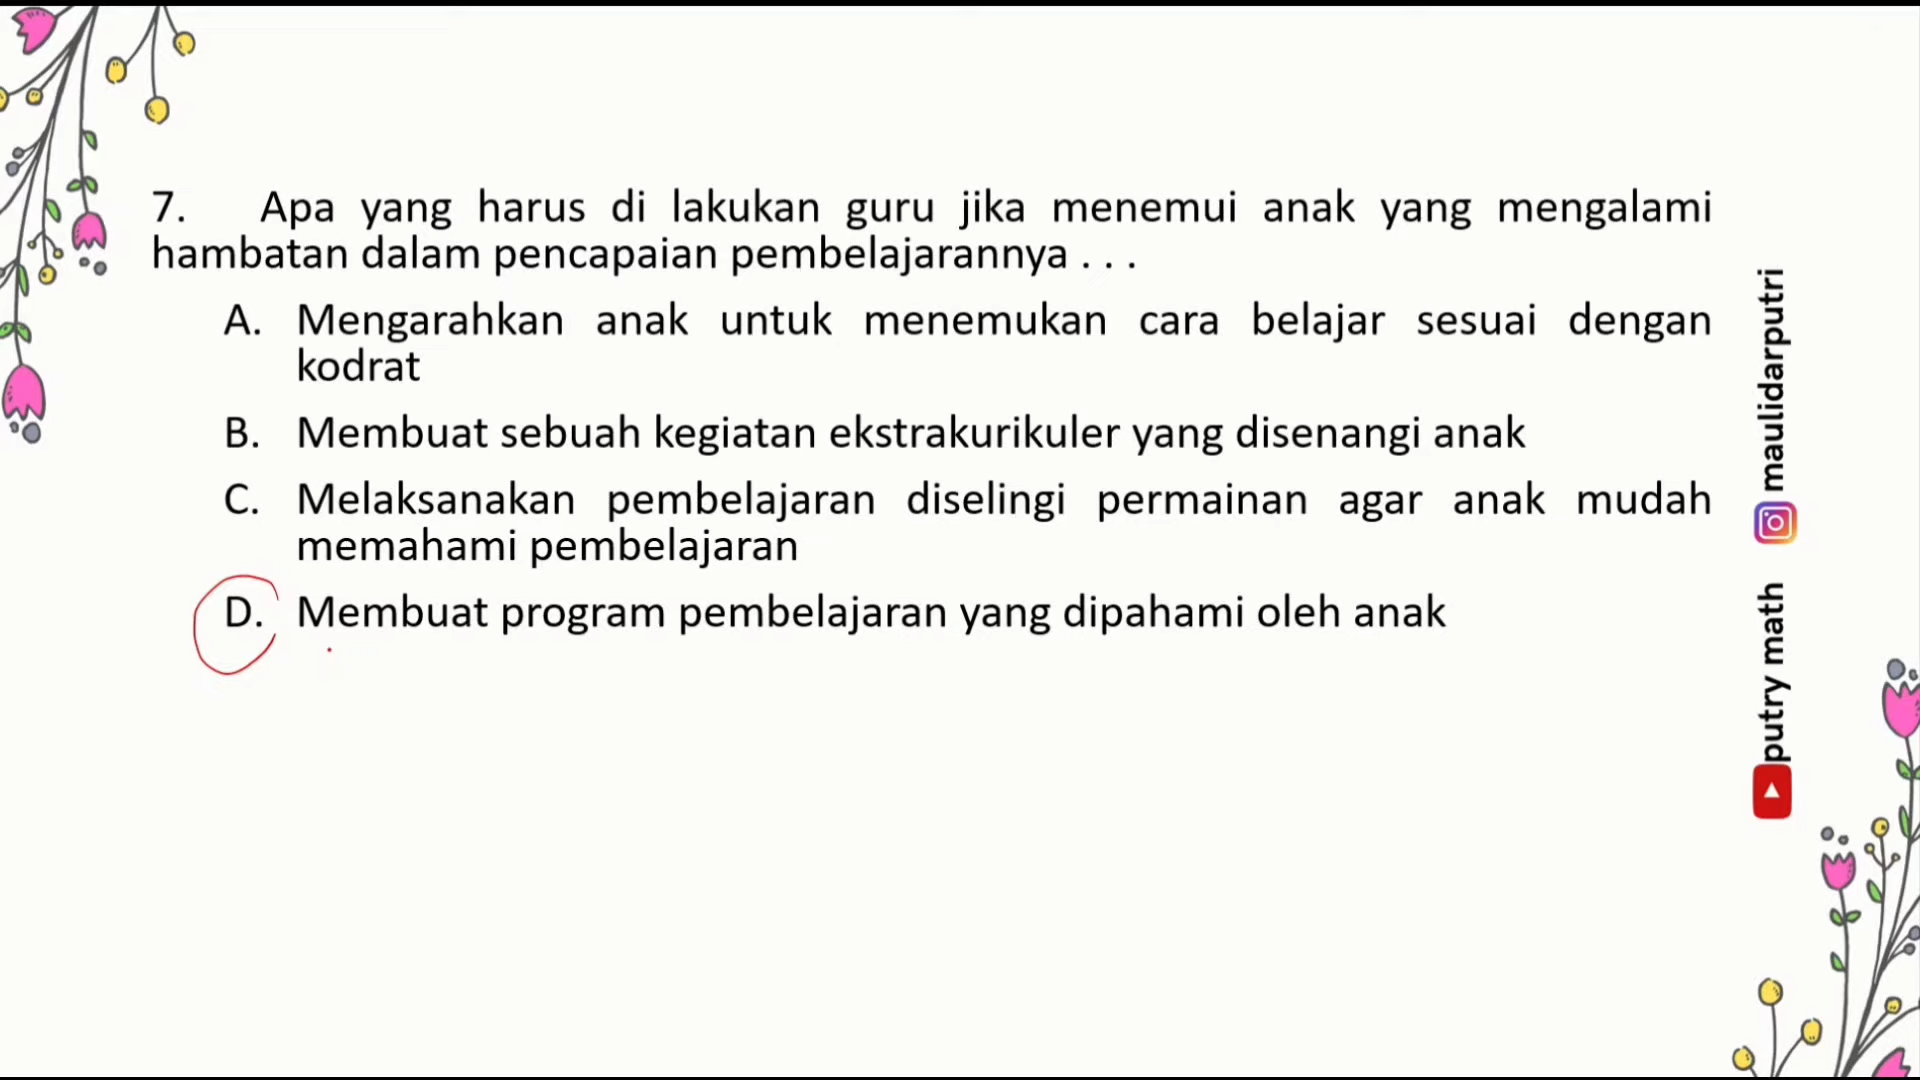 7. Apa yang harus di lakukan guru jika menemui anak yang mengalami
hambatan dalam pencapaian pembelajarannya . . .
A. Mengarahkan anak untuk menemukan cara belajar sesuai dengan
kodrat
B. Membuat sebuah kegiatan ekstrakurikuler yang disenangi anak
C. Melaksanakan pembelajaran diselingi permainan agar anak mudah
memahami pembelajaran
D. Membuat program pembelajaran yang dipahami oleh anak
maulidarputri
putry math